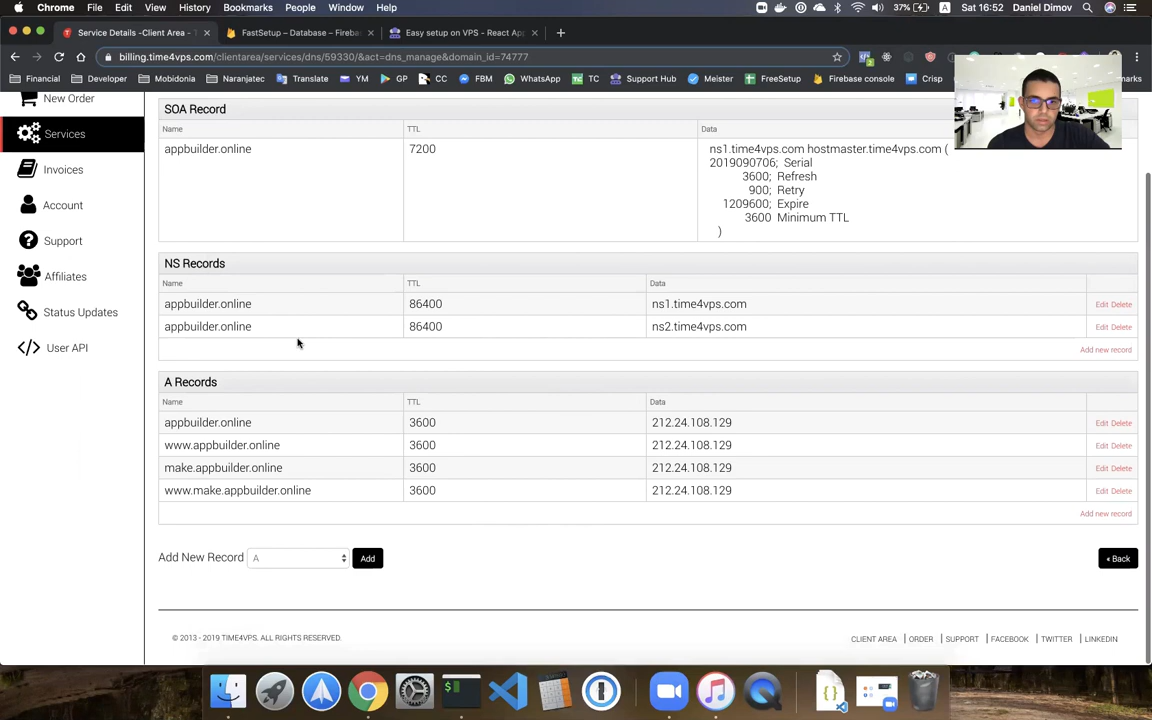 Chrome File Edit View History Bookmarks People Window Help 37% Sat 16:52 Daniel Dimov
Service Details -Client Area - FastSetup – Database – Fireba Easy setup on VPS - React App
billing.time4vps.com/clientarea/services/dns/59330/&act=dns_manage&domain_id=74777
Financial Developer Mobidonia Naranjatec Translate YM GP CC FBM WhatsApp TC Support Hub Meister FreeSetup Firebase console Crisp marks
New Order
Services
Invoices
Account
Support
Affiliates
Status Updates
User API
SOA Record
Name TTL Data
appbuilder.online 7200 ns1.time4vps.com hostmaster.time4vps.com (
2019090706; Serial
3600; Refresh
900; Retry
1209600; Expire
3600 Minimum TTL
)
NS Records
Name TTL Data
appbuilder.online 86400 ns1.time4vps.com Edit Delete
appbuilder.online 86400 ns2.time4vps.com Edit Delete
Add new record
A Records
Name TTL Data
appbuilder.online 3600 212.24.108.129 Edit Delete
www.appbuilder.online 3600 212.24.108.129 Edit Delete
make.appbuilder.online 3600 212.24.108.129 Edit Delete
www.make.appbuilder.online 3600 212.24.108.129 Edit Delete
Add new record
Add New Record A Add « Back
© 2013 - 2019 TIME4VPS. ALL RIGHTS RESERVED. CLIENT AREA | ORDER | SUPPORT | FACEBOOK | TWITTER | LINKEDIN